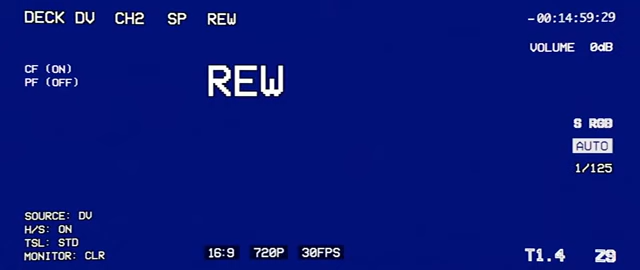 DECK DV CH2 SP REW
-00:14:59:29
VOLUME 0dB
CF (ON)
PF (OFF)
REW
S RGB
AUTO
1/125
SOURCE: DV
H/S: ON
TSL: STD
MONITOR: CLR
16:9 720P 30FPS
T1.4 Z9